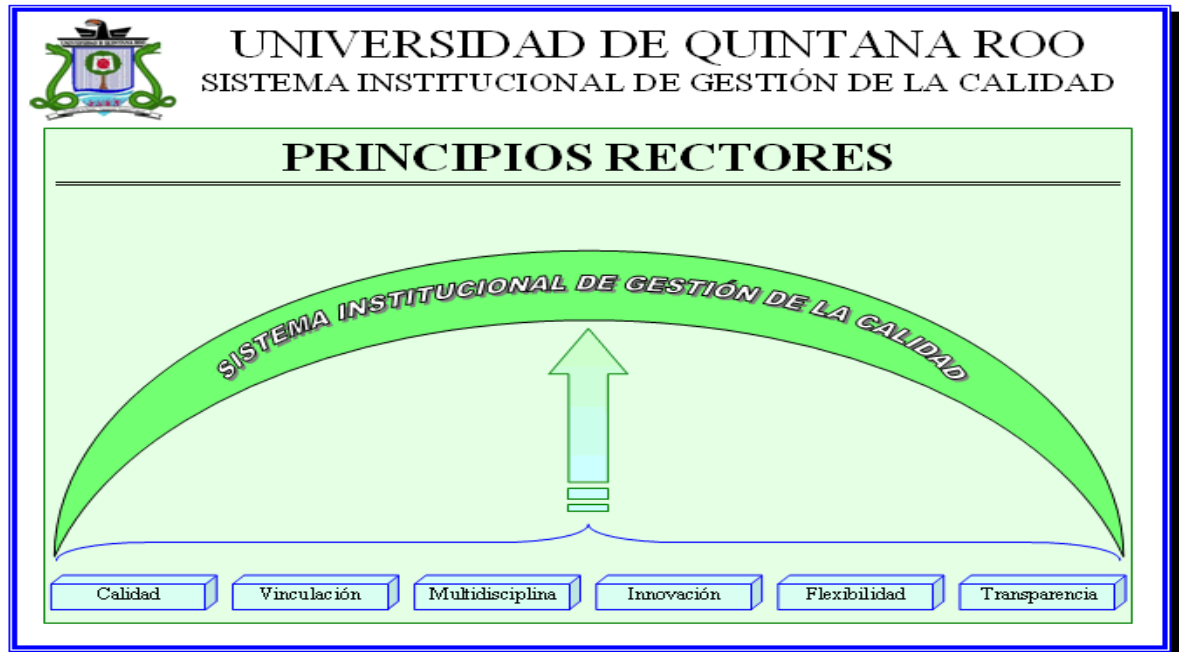 UNIVERSIDAD DE QUINTANA ROO
SISTEMA INSTITUCIONAL DE GESTIÓN DE LA CALIDAD
PRINCIPIOS RECTORES
SISTEMA INSTITUCIONAL DE GESTIÓN DE LA CALIDAD
Calidad
Vinculación
Multidisciplina
Innovación
Flexibilidad
Transparencia